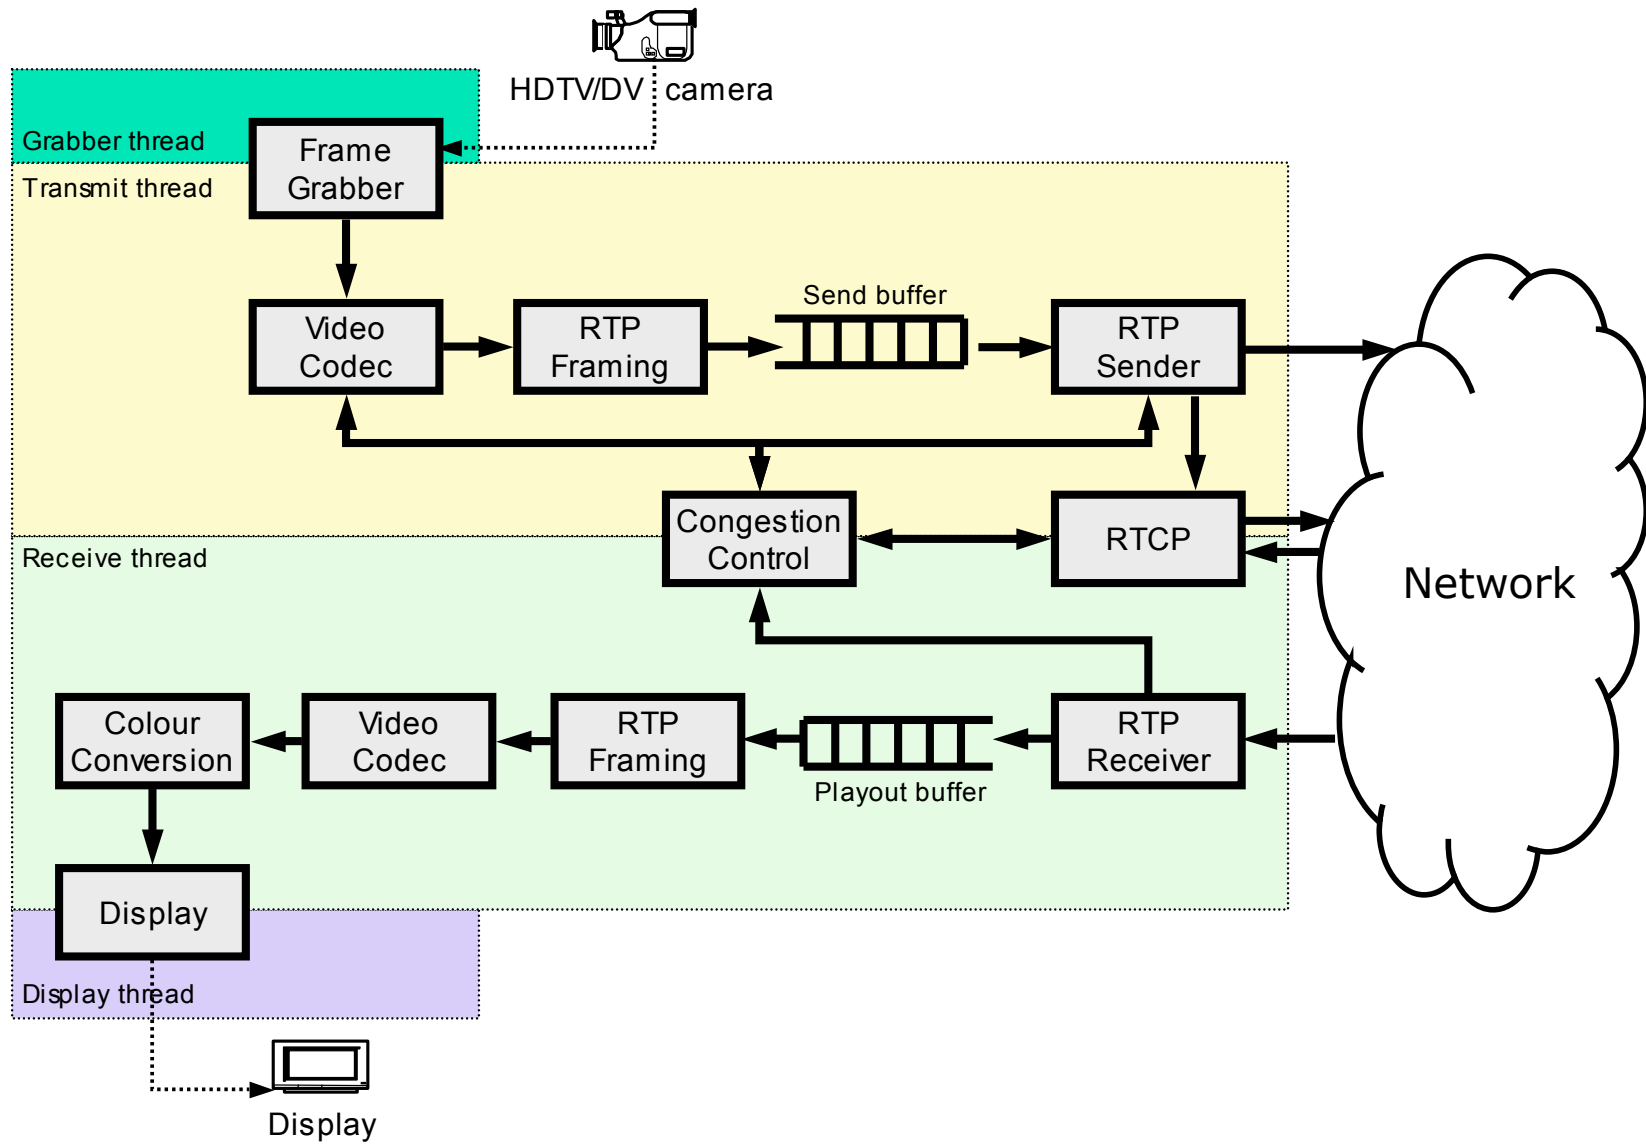 HDTV/DV camera
Grabber thread
Frame
Grabber
Transmit thread
Send buffer
Video
Codec
RTP
Framing
RTP
Sender
Congestion
Control
RTCP
Receive thread
Network
Colour
Conversion
Video
Codec
RTP
Framing
Playout buffer
RTP
Receiver
Display
Display thread
Display